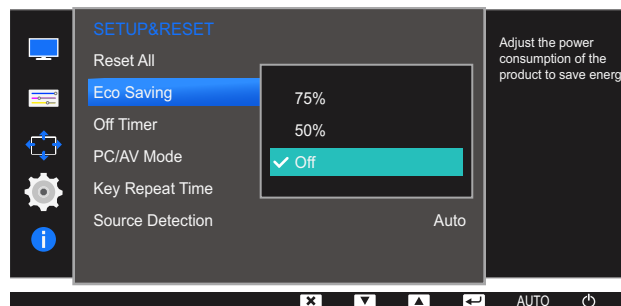 SETUP&RESET
Reset All
Eco Saving
Off Timer
PC/AV Mode
Key Repeat Time
Source Detection Auto
75%
50%
Off
Adjust the power
consumption of the
product to save energ
AUTO